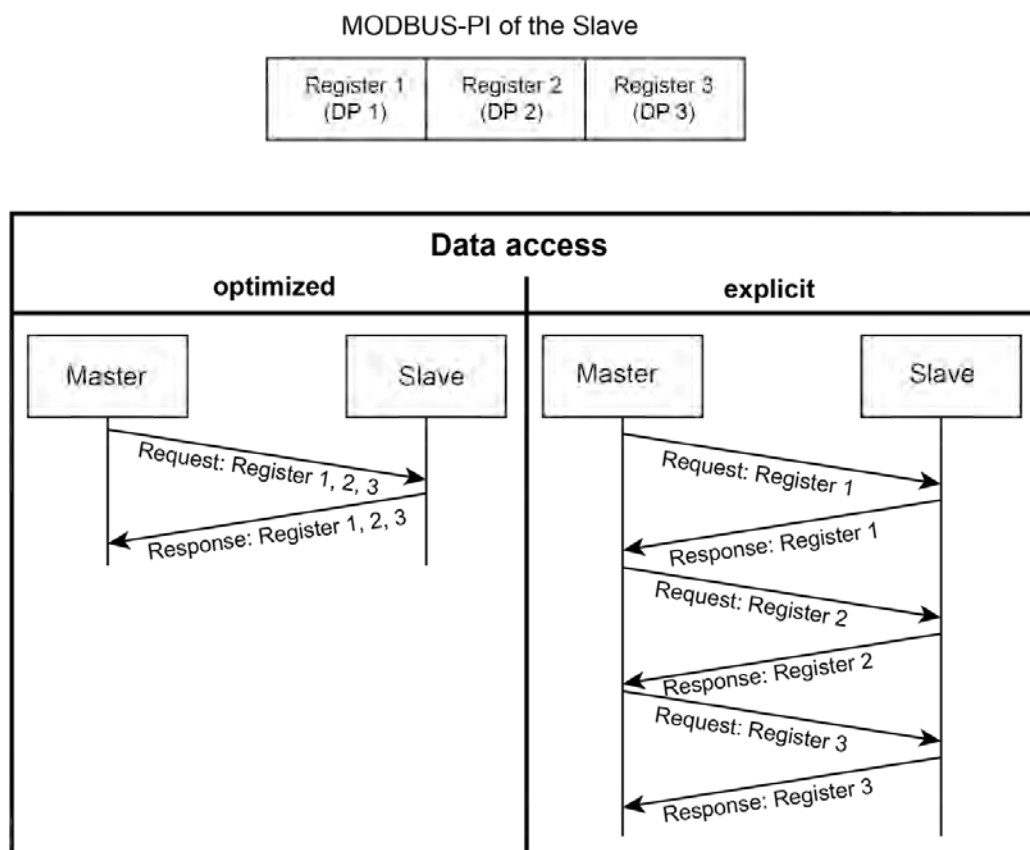 MODBUS-PI of the Slave
Register 1
(DP 1)
Register 2
(DP 2)
Register 3
(DP 3)
Data access
optimized
explicit
Master
Slave
Master
Slave
Request: Register 1, 2, 3
Response: Register 1, 2, 3
Request: Register 1
Response: Register 1
Request: Register 2
Response: Register 2
Request: Register 3
Response: Register 3